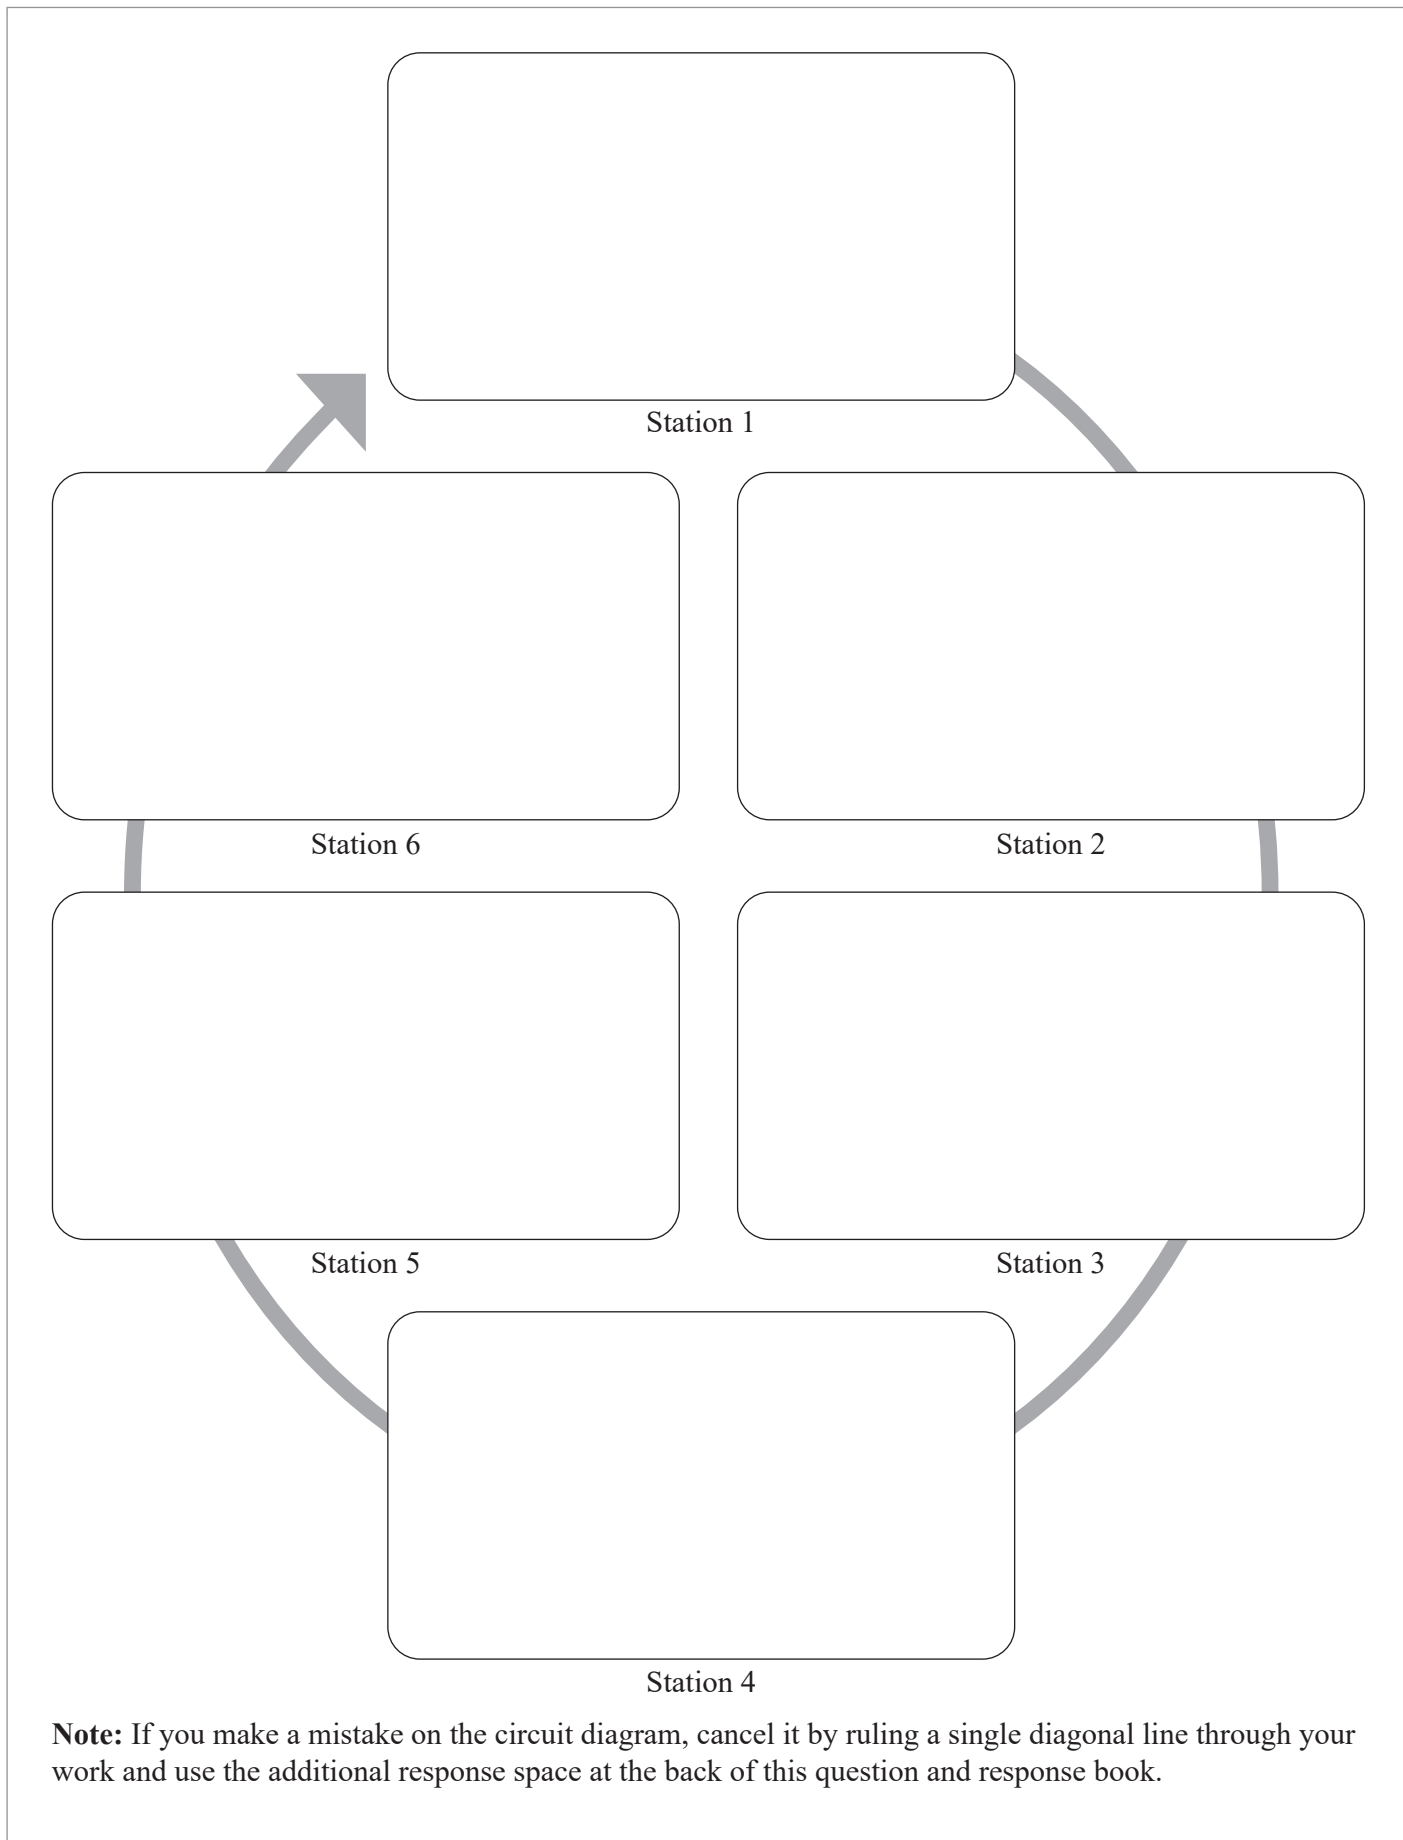 Station 1
Station 6
Station 2
Station 5
Station 3
Station 4
Note: If you make a mistake on the circuit diagram, cancel it by ruling a single diagonal line through your
work and use the additional response space at the back of this question and response book.